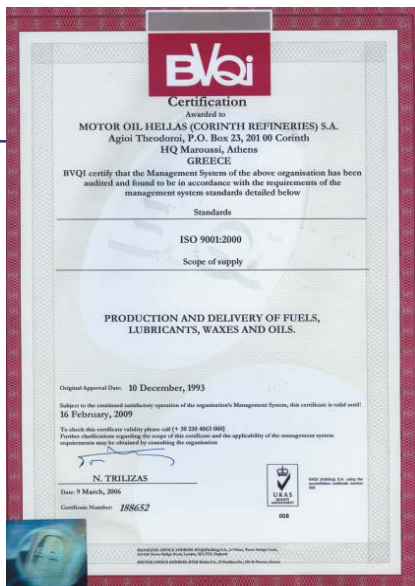 BVQi
Certification
Awarded to
MOTOR OIL HELLAS (CORINTH REFINERIES) S.A.
Agioi Theodoroi, P.O. Box 23, 201 00 Corinth
HQ Maroussi, Athens
GREECE
BVQI certify that the Management System of the above organisation has been
audited and found to be in accordance with the requirements of the
management system standards detailed below
Standards
ISO 9001:2000
Scope of supply
PRODUCTION AND DELIVERY OF FUELS,
LUBRICANTS, WAXES AND OILS.
Original Approval Date: 10 December, 1993
Subject to the continued satisfactory operation of the organisation's Management System, this certificate is valid until:
16 February, 2009
To check this certificate validity please call (+ 30 210 4063 000)
Further clarifications regarding the scope of this certificate and the applicability of the management system
requirements may be obtained by consulting the organisation
N. TRILIZAS
Date: 9 March, 2006
Certificate Number: 188652
UKAS
QUALITY
MANAGEMENT
008